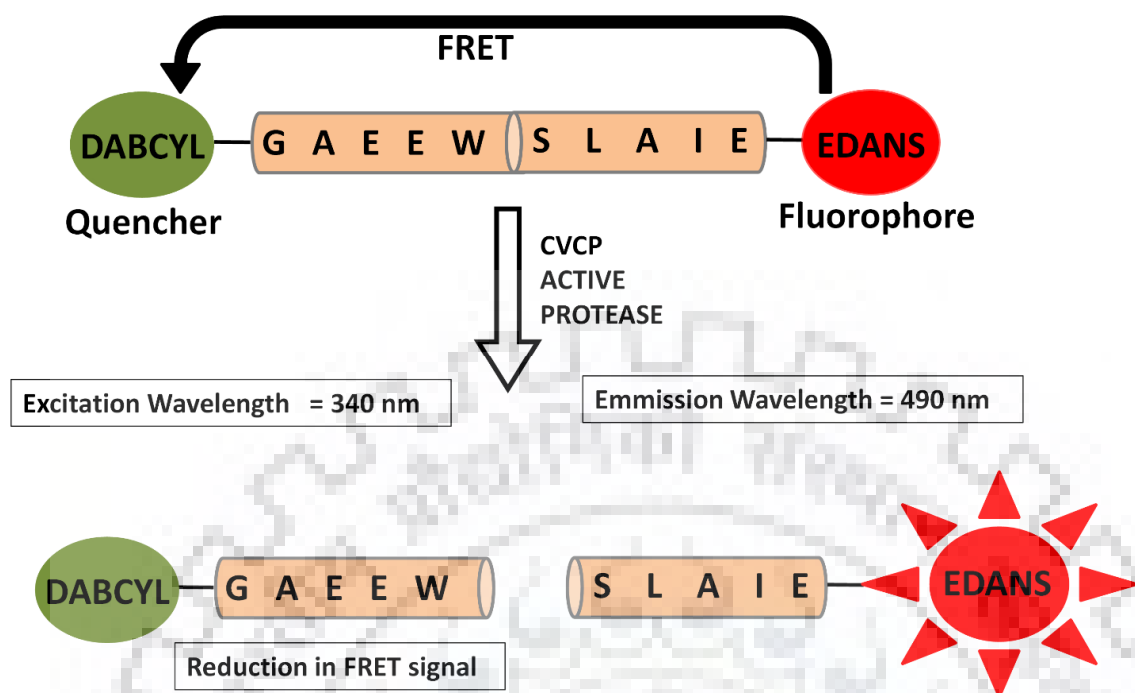 FRET
DABCYL
G A E E W S L A I E
EDANS
Quencher
Fluorophore
CVCP
ACTIVE
PROTEASE
Excitation Wavelength = 340 nm
Emmission Wavelength = 490 nm
DABCYL
G A E E W
S L A I E
EDANS
Reduction in FRET signal